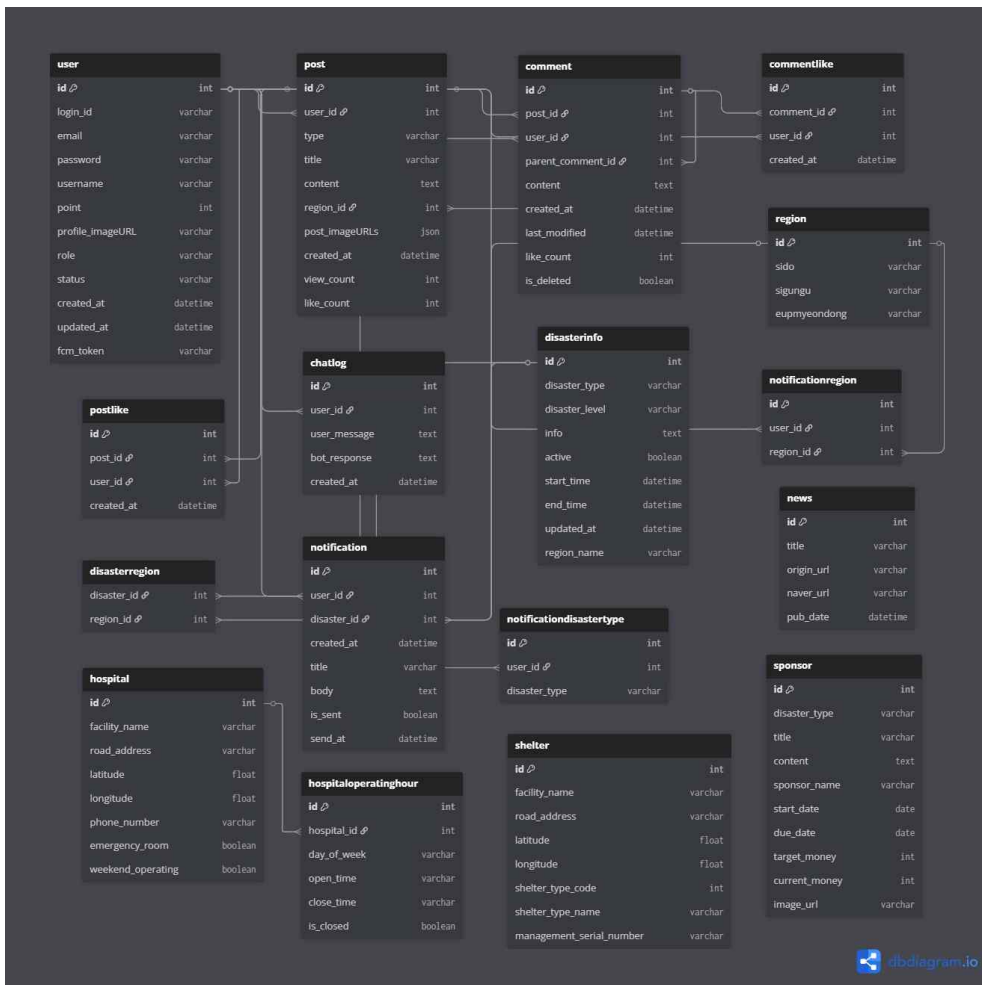 user
id int
login_id varchar
email varchar
password varchar
username varchar
point int
profile_imageURL varchar
role varchar
status varchar
created_at datetime
updated_at datetime
fcm_token varchar
post
id int
user_id int
type varchar
title varchar
content text
region_id int
post_imageURLs json
created_at datetime
view_count int
like_count int
comment
id int
post_id int
user_id int
parent_comment_id int
content text
created_at datetime
last_modified datetime
like_count int
is_deleted boolean
commentlike
id int
comment_id int
user_id int
created_at datetime
region
id int
sido varchar
sigungu varchar
eupmyeondong varchar
chatlog
id int
user_id int
user_message text
bot_response text
created_at datetime
disasterinfo
id int
disaster_type varchar
disaster_level varchar
info text
active boolean
start_time datetime
end_time datetime
updated_at datetime
region_name varchar
notificationregion
id int
user_id int
region_id int
postlike
id int
post_id int
user_id int
created_at datetime
news
id int
title varchar
origin_url varchar
naver_url varchar
pub_date datetime
disasterregion
disaster_id int
region_id int
notification
id int
user_id int
disaster_id int
created_at datetime
title varchar
body text
is_sent boolean
send_at datetime
notificationdisastertype
id int
user_id int
disaster_type varchar
hospital
id int
facility_name varchar
road_address varchar
latitude float
longitude float
phone_number varchar
emergency_room boolean
weekend_operating boolean
hospitaloperatinghour
id int
hospital_id int
day_of_week varchar
open_time varchar
close_time varchar
is_closed boolean
shelter
id int
facility_name varchar
road_address varchar
latitude float
longitude float
shelter_type_code int
shelter_type_name varchar
management_serial_number varchar
sponsor
id int
disaster_type varchar
title varchar
content text
sponsor_name varchar
start_date date
due_date date
target_money int
current_money int
image_url varchar
dbdiagram.io